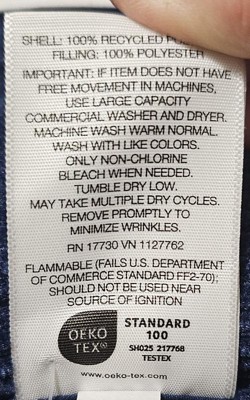 SHELL: 100% RECYCLED
FILLING: 100% POLYESTER
IMPORTANT: IF ITEM DOES NOT HAVE
FREE MOVEMENT IN MACHINES,
USE LARGE CAPACITY
COMMERCIAL WASHER AND DRYER.
MACHINE WASH WARM NORMAL.
WASH WITH LIKE COLORS.
ONLY NON-CHLORINE
BLEACH WHEN NEEDED.
TUMBLE DRY LOW.
MAY TAKE MULTIPLE DRY CYCLES.
REMOVE PROMPTLY TO
MINIMIZE WRINKLES.
RN 17730 VN 1127762
FLAMMABLE (FAILS U.S. DEPARTMENT
OF COMMERCE STANDARD FF2-70);
SHOULD NOT BE USED NEAR
SOURCE OF IGNITION
OEKO
TEX®
STANDARD
100
SH025 217768
TESTEX
www.oeko-tex.com